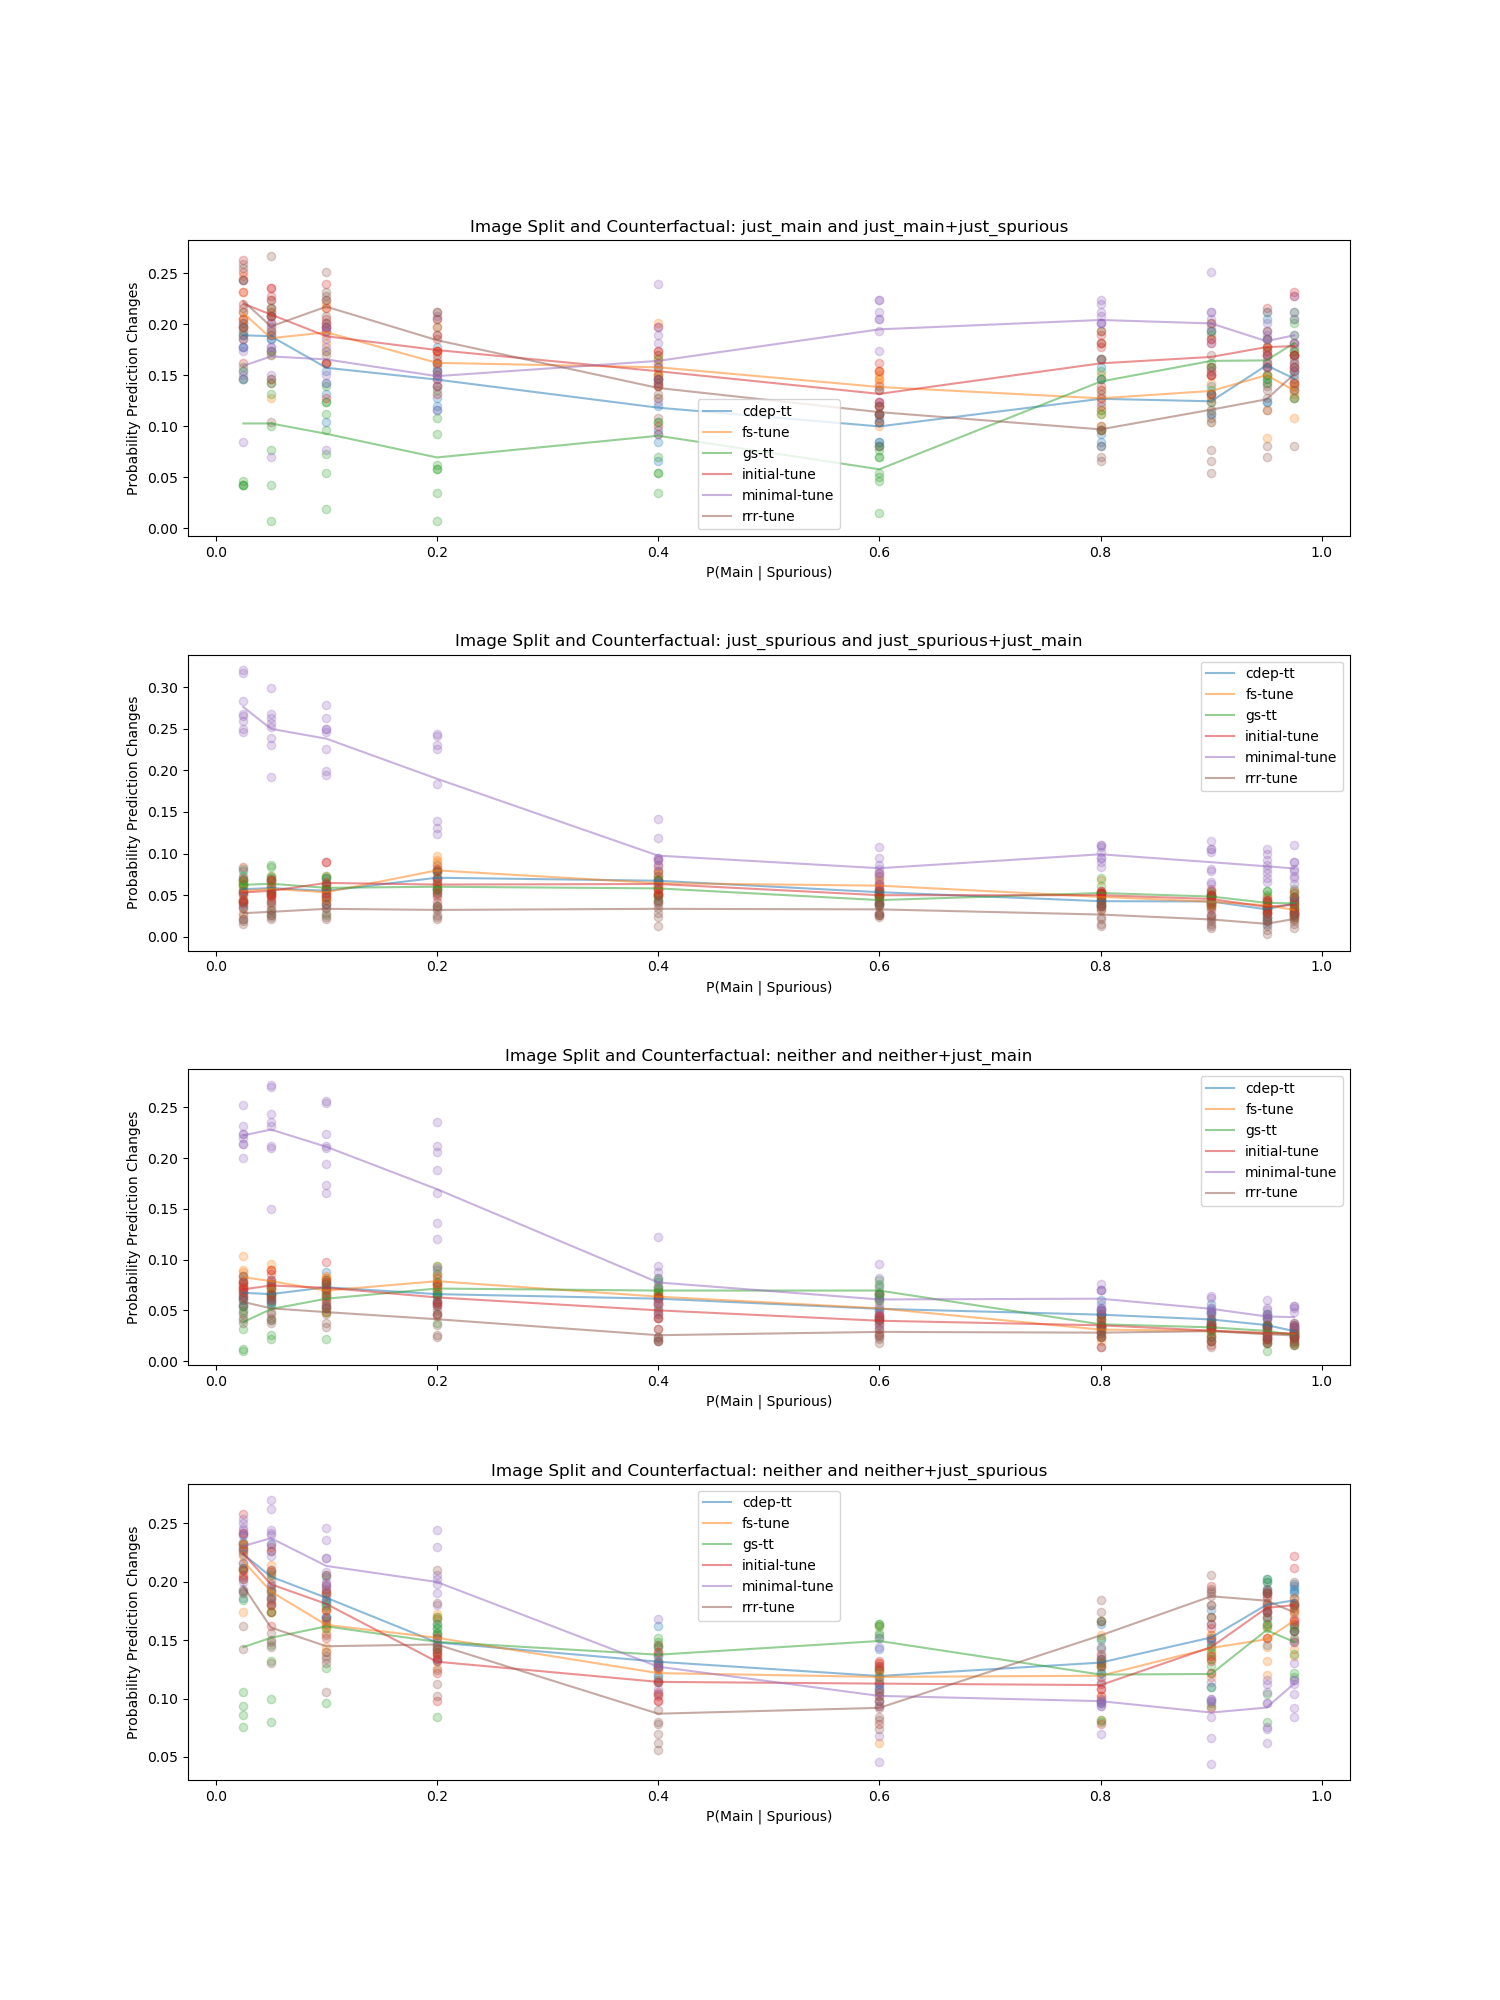 Image Split and Counterfactual: just_main and just_main+just_spurious
Probability Prediction Changes
0.25
0.20
0.15
0.10
0.05
0.00
cdep-tt
fs-tune
gs-tt
initial-tune
minimal-tune
rrr-tune
0.0 0.2 0.4 0.6 0.8 1.0
P(Main | Spurious)
Image Split and Counterfactual: just_spurious and just_spurious+just_main
Probability Prediction Changes
0.30
0.25
0.20
0.15
0.10
0.05
0.00
cdep-tt
fs-tune
gs-tt
initial-tune
minimal-tune
rrr-tune
0.0 0.2 0.4 0.6 0.8 1.0
P(Main | Spurious)
Image Split and Counterfactual: neither and neither+just_main
Probability Prediction Changes
0.25
0.20
0.15
0.10
0.05
0.00
cdep-tt
fs-tune
gs-tt
initial-tune
minimal-tune
rrr-tune
0.0 0.2 0.4 0.6 0.8 1.0
P(Main | Spurious)
Image Split and Counterfactual: neither and neither+just_spurious
Probability Prediction Changes
0.25
0.20
0.15
0.10
0.05
cdep-tt
fs-tune
gs-tt
initial-tune
minimal-tune
rrr-tune
0.0 0.2 0.4 0.6 0.8 1.0
P(Main | Spurious)